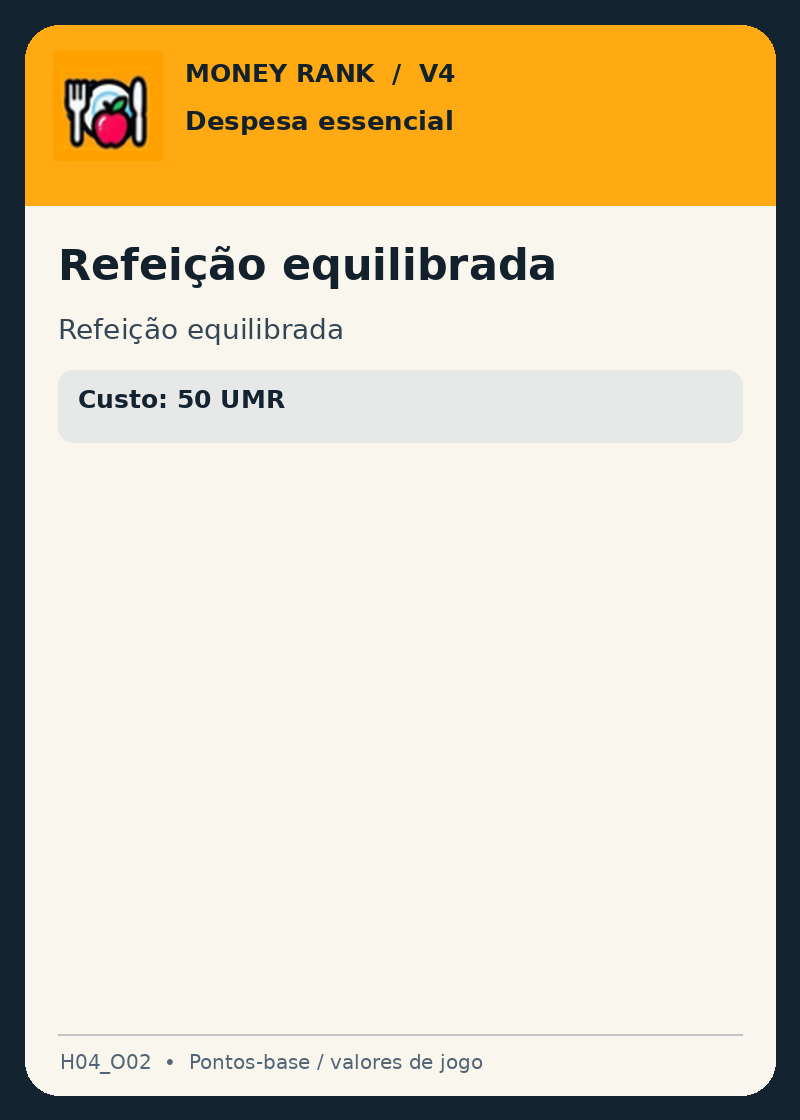 MONEY RANK / V4
Despesa essencial
Refeição equilibrada
Refeição equilibrada
Custo: 50 UMR
H04_O02 • Pontos-base / valores de jogo